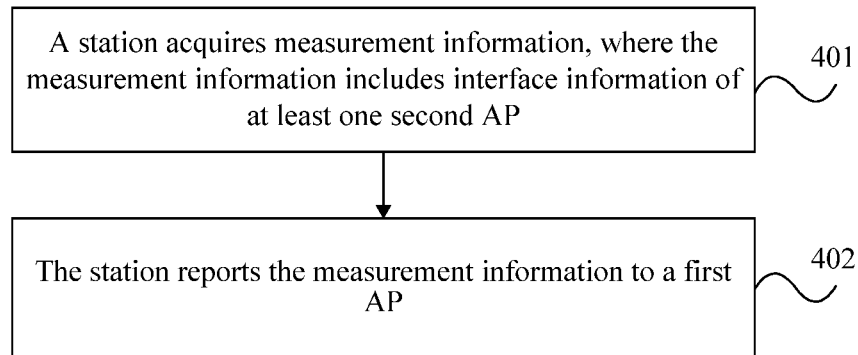 A station acquires measurement information, where the
measurement information includes interface information of
at least one second AP
401
The station reports the measurement information to a first
AP
402